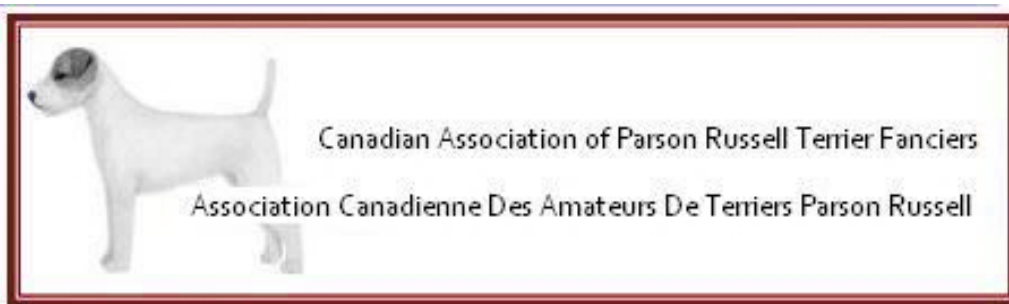 Canadian Association of Parson Russell Terrier Fanciers
Association Canadienne Des Amateurs De Terriers Parson Russell